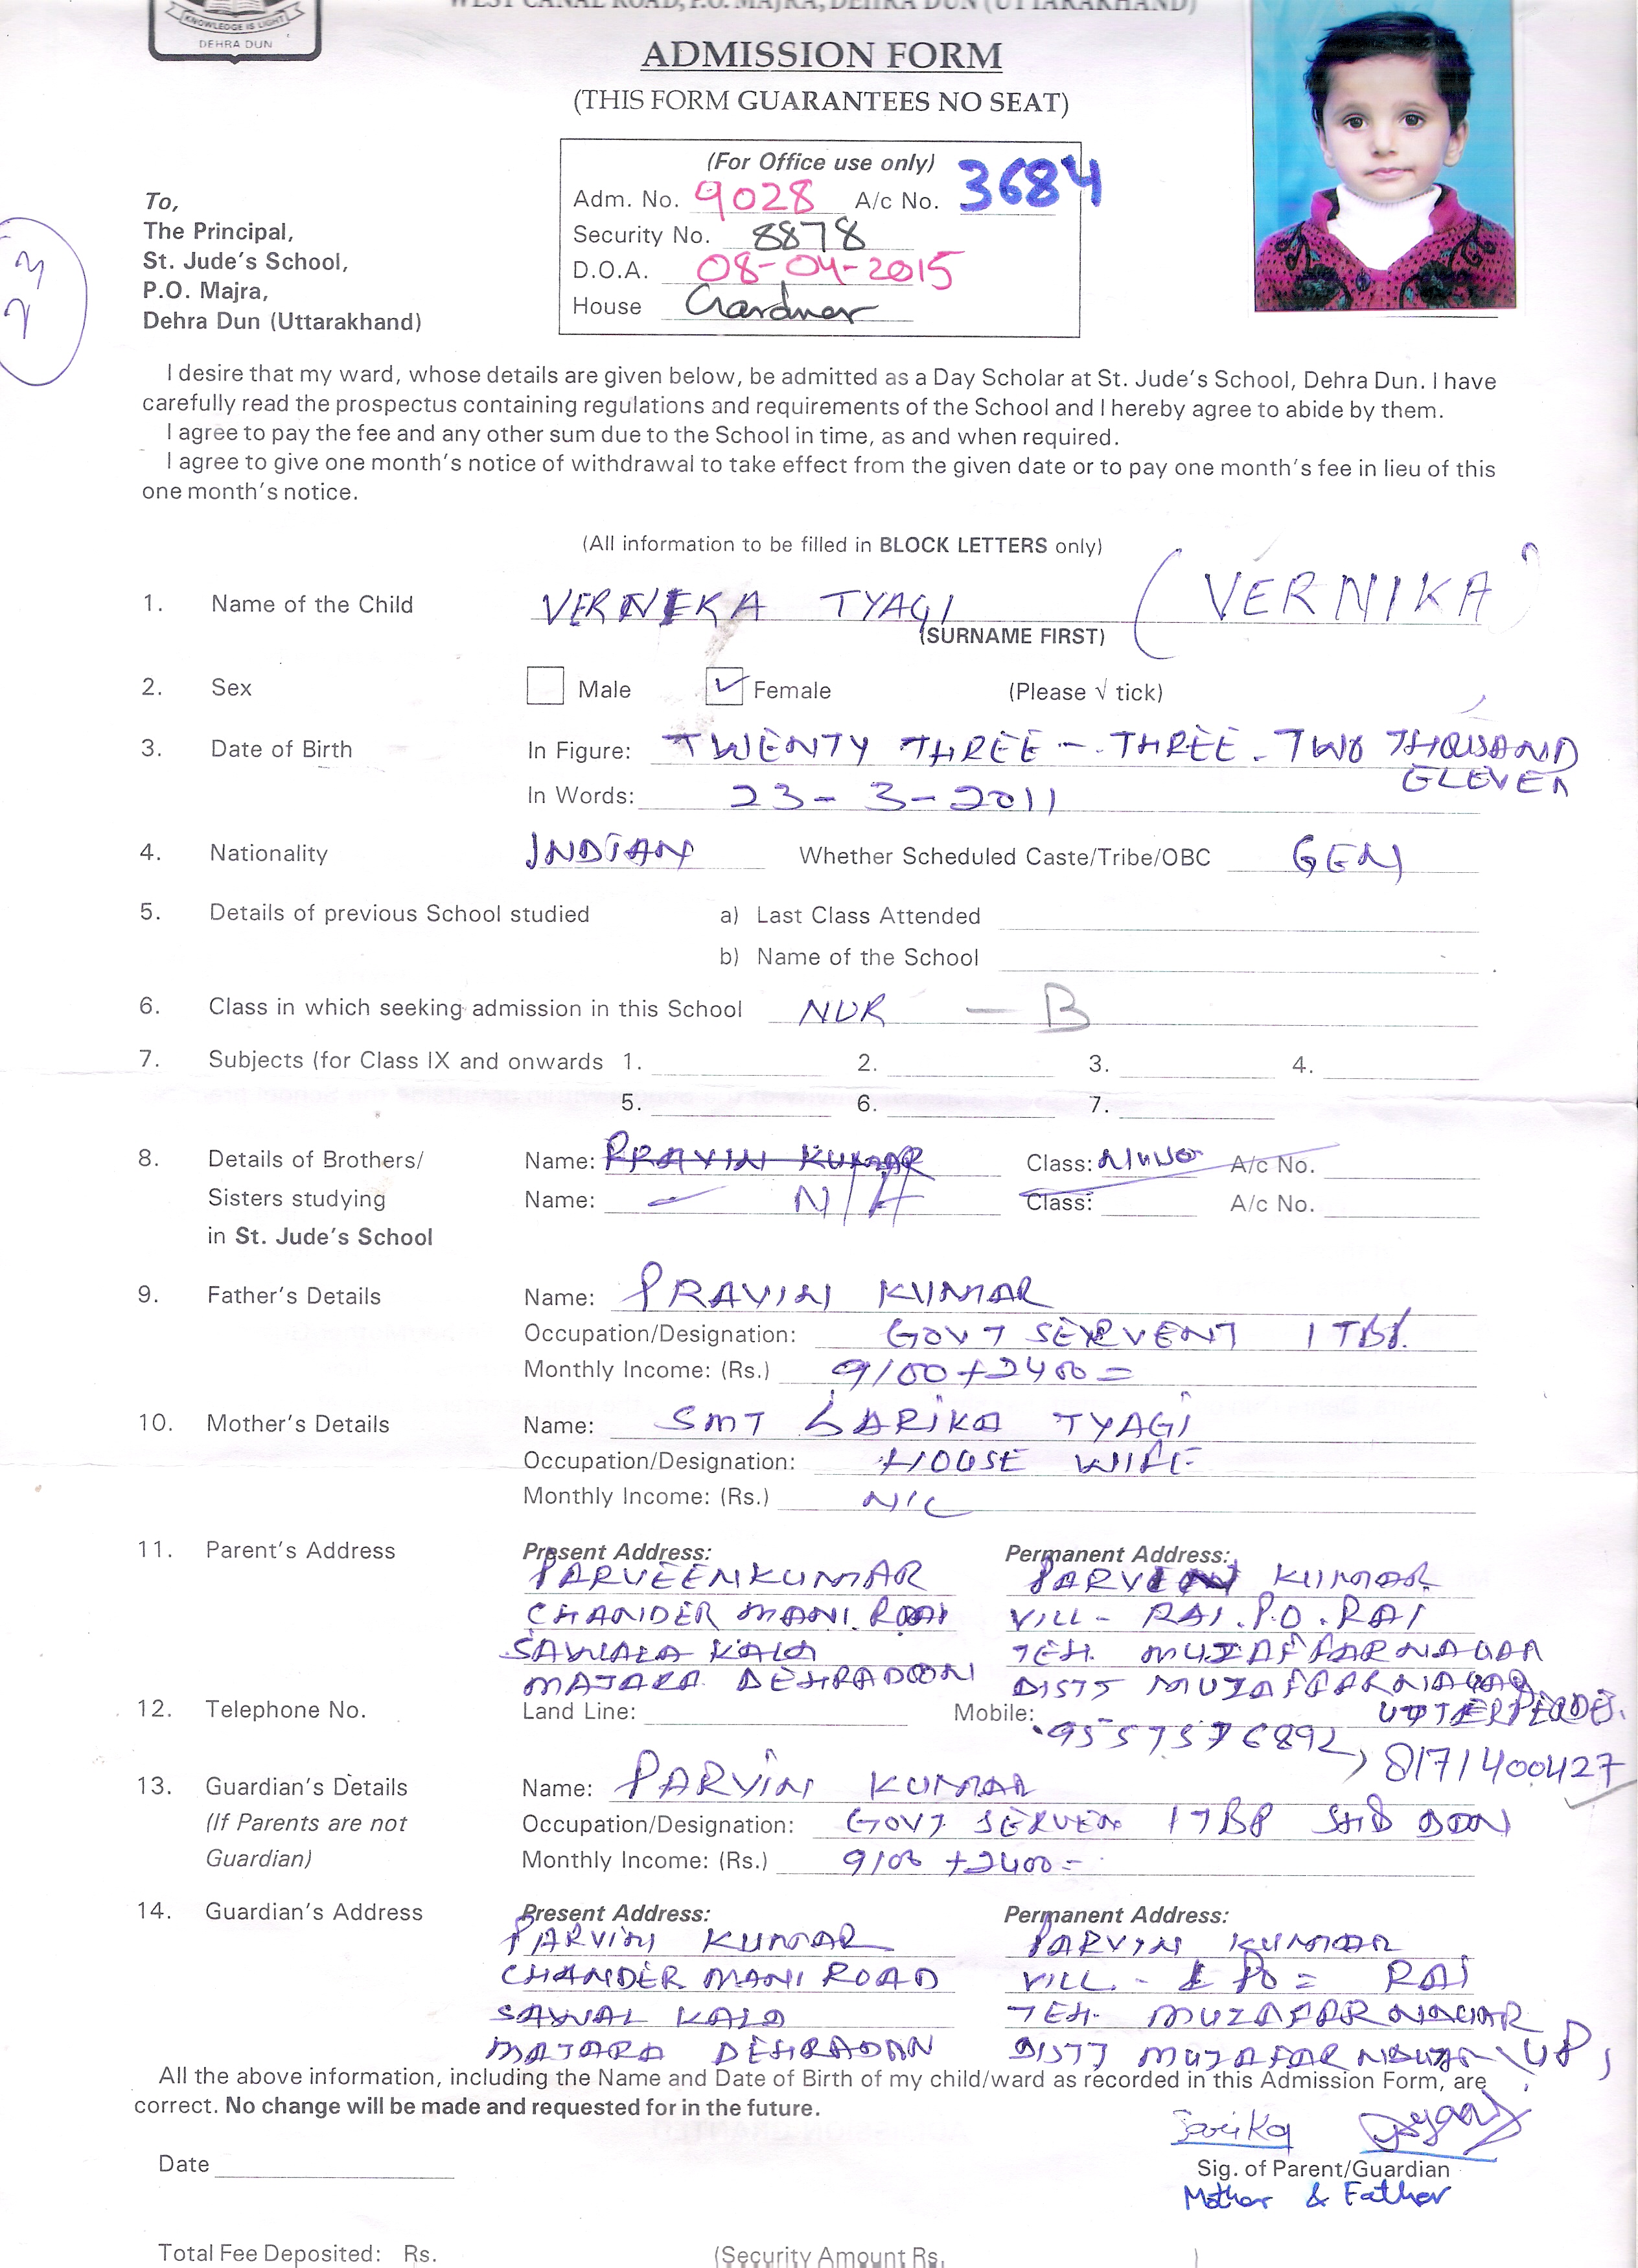 WEST CANAL ROAD, P.O. MAJRA, DEHRA DUN (UTTARAKHAND)
KNOWLEDGE IS LIGHT
DEHRA DUN
ADMISSION FORM
(THIS FORM GUARANTEES NO SEAT)
(For Office use only)
Adm. No. 9028 A/c No. 3684
Security No. 8878
D.O.A. 08-04-2015
House Gardner
To,
The Principal,
St. Jude's School,
P.O. Majra,
Dehra Dun (Uttarakhand)
I desire that my ward, whose details are given below, be admitted as a Day Scholar at St. Jude's School, Dehra Dun. I have
carefully read the prospectus containing regulations and requirements of the School and I hereby agree to abide by them.
I agree to pay the fee and any other sum due to the School in time, as and when required.
I agree to give one month's notice of withdrawal to take effect from the given date or to pay one month's fee in lieu of this
one month's notice.
(All information to be filled in BLOCK LETTERS only)
1. Name of the Child VERNEKA TYAGI (VERNIKA)
(SURNAME FIRST)
2. Sex Male Female (Please √ tick)
3. Date of Birth In Figure: TWENTY THREE - THREE - TWO THOUSAND
ELEVEN
In Words: 23-3-2011
4. Nationality INDIAN Whether Scheduled Caste/Tribe/OBC GEN
5. Details of previous School studied a) Last Class Attended
b) Name of the School
6. Class in which seeking admission in this School NUR - B
7. Subjects (for Class IX and onwards 1. 2. 3. 4.
5. 6. 7.
8. Details of Brothers/ Name: PRAVIN KUMAR Class: A/c No.
Sisters studying Name: - N/A Class: A/c No.
in St. Jude's School
9. Father's Details Name: PRAVIN KUMAR
Occupation/Designation: GOVT SERVENT ITBP.
Monthly Income: (Rs.) 9100+2400=
10. Mother's Details Name: SMT SARIKA TYAGI
Occupation/Designation: HOUSE WIFE
Monthly Income: (Rs.) NIL
11. Parent's Address Present Address: Permanent Address:
PARVEEN KUMAR PARVIN KUMAR
CHANDER MANI ROAD VILL- RAI. P.O. RAI
SAWALA KALA TEH. MUZAFFARNAGAR
MAJARA DEHRADOON DISTT MUZAFFARNAGAR
12. Telephone No. Land Line: Mobile: 9557576892, 8171400427
13. Guardian's Details Name: PARVIN KUMAR
(If Parents are not Occupation/Designation: GOVT SERVEN ITBP
Guardian) Monthly Income: (Rs.) 9100+2400=
14. Guardian's Address Present Address: Permanent Address:
PARVIN KUMAR PARVIN KUMAR
CHANDER MANI ROAD VILL. - & PO = RAI
SAWAL KALA TEH. MUZAFARNAGAR
MAJARA DEHRADUN DISTT MUJAFARNAGAR UP,
All the above information, including the Name and Date of Birth of my child/ward as recorded in this Admission Form, are
correct. No change will be made and requested for in the future.
Sarika
Date
Sig. of Parent/Guardian
Mother & Father
Total Fee Deposited: Rs. (Security Amount Rs. )